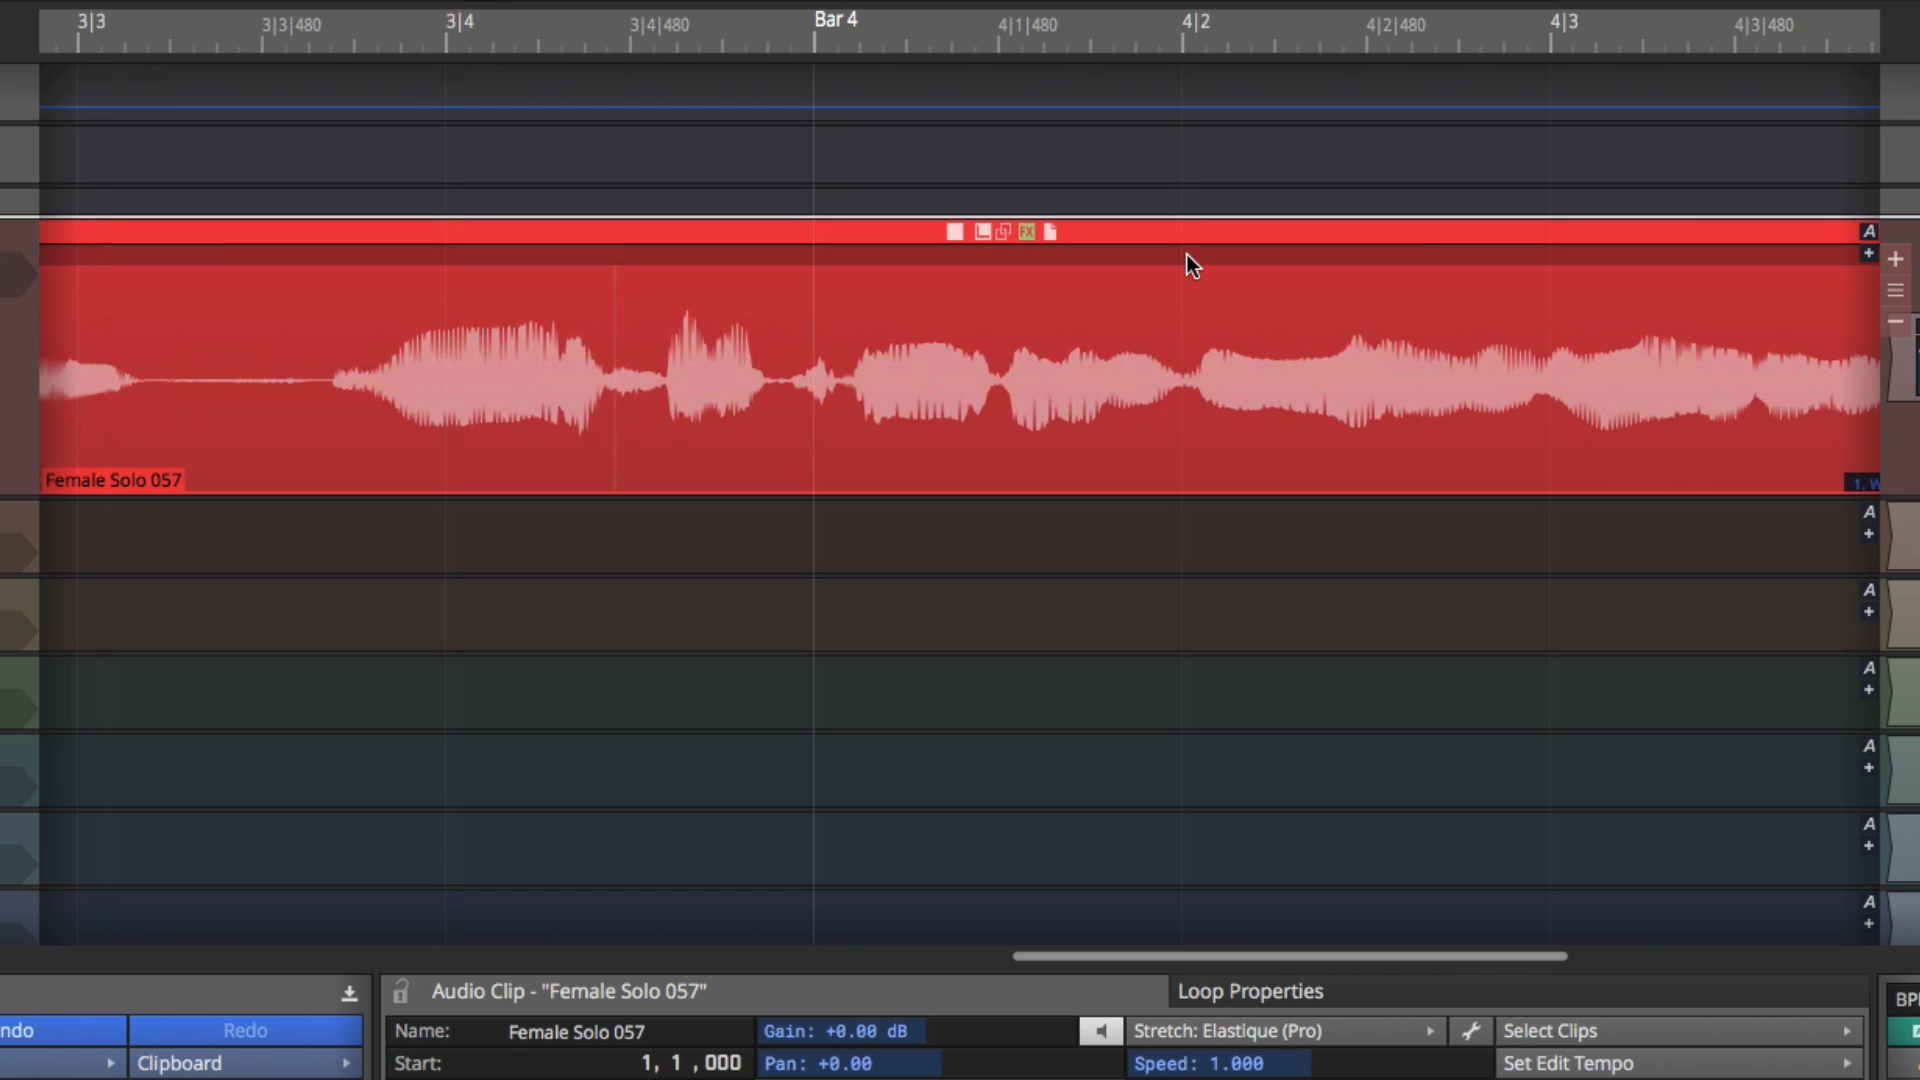 3|3 3|3|480 3|4 3|4|480 Bar 4 4|1|480 4|2 4|2|480 4|3 4|3|480
FX A
+
Female Solo 057
1. W
A
+
A
+
A
+
A
+
A
+
A
+
Audio Clip - "Female Solo 057" Loop Properties
BP
ndo Redo Name: Female Solo 057 Gain: +0.00 dB Stretch: Elastique (Pro) Select Clips
Clipboard Start: 1, 1 ,000 Pan: +0.00 Speed: 1.000 Set Edit Tempo